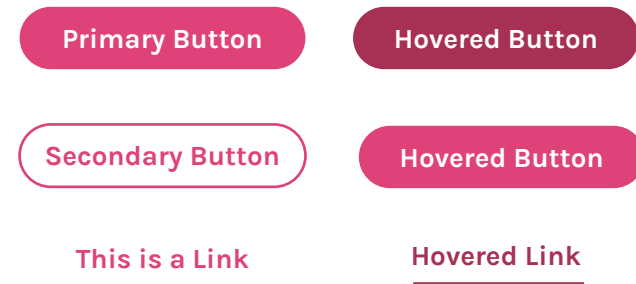 Primary Button
Hovered Button
Secondary Button
Hovered Button
This is a Link
Hovered Link